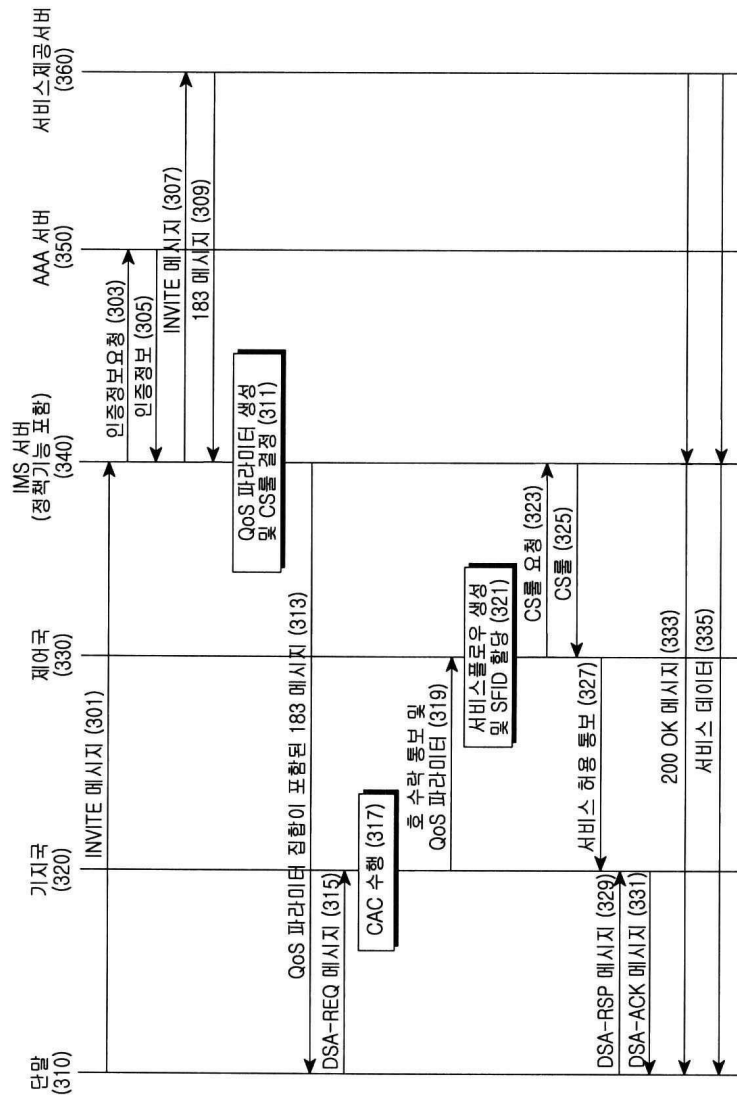 단말
(310)
기지국
(320)
제어국
(330)
IMS 서버
(정책기능 포함)
(340)
AAA 서버
(350)
서비스제공서버
(360)
INVITE 메시지 (301)
인증정보요청 (303)
인증정보 (305)
INVITE 메시지 (307)
183 메시지 (309)
QoS 파라미터 생성
및 CS룰 결정 (311)
QoS 파라미터 집합이 포함된 183 메시지 (313)
DSA-REQ 메시지 (315)
CAC 수행 (317)
호 수락 통보 및
QoS 파라미터 (319)
서비스플로우 생성
및 SFID 할당 (321)
CS룰 요청 (323)
CS룰 (325)
서비스 허용 통보 (327)
DSA-RSP 메시지 (329)
DSA-ACK 메시지 (331)
200 OK 메시지 (333)
서비스 데이터 (335)